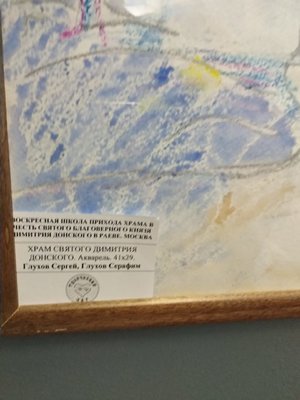 ВОСКРЕСНАЯ ШКОЛА ПРИХОДА ХРАМА В
ЧЕСТЬ СВЯТОГО БЛАГОВЕРНОГО КНЯЗЯ
ДИМИТРИЯ ДОНСКОГО В РАЕВЕ. МОСКВА
ХРАМ СВЯТОГО ДИМИТРИЯ
ДОНСКОГО. Акварель. 41х29.
Глухов Сергей, Глухов Серафим